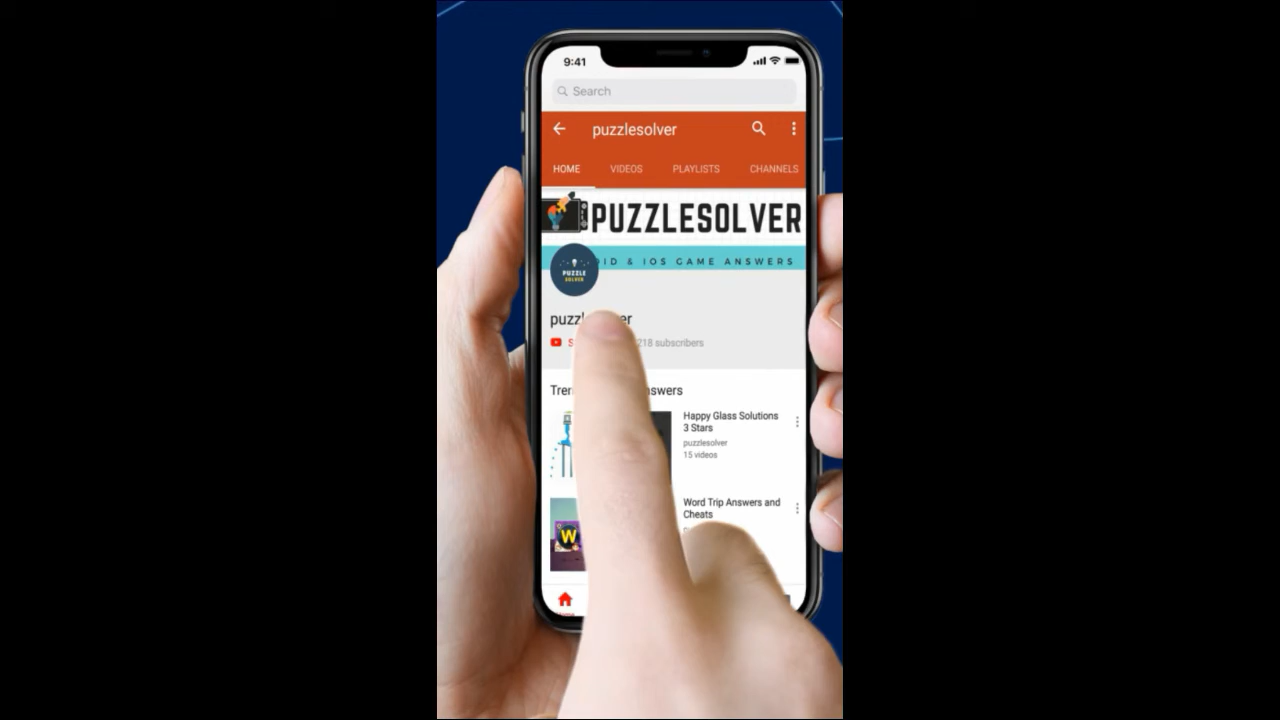 9:41
Search
puzzlesolver
HOME VIDEOS PLAYLISTS CHANNELS
PUZZLESOLVER
& IOS GAME ANSWERS
PUZZLE
SOLVER
218 subscribers
Happy Glass Solutions
3 Stars
puzzlesolver
15 videos
Word Trip Answers and
Cheats
W